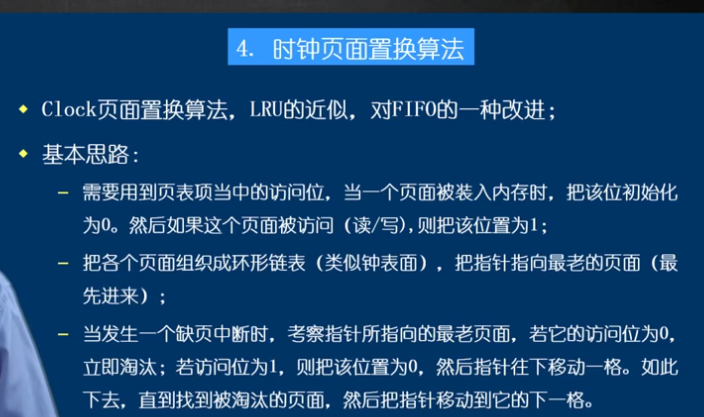 4. 时钟页面置换算法
Clock页面置换算法，LRU的近似，对FIFO的一种改进；
基本思路：
– 需要用到页表项当中的访问位，当一个页面被装入内存时，把该位初始化
为0。然后如果这个页面被访问（读/写),则把该位置为1；
– 把各个页面组织成环形链表（类似钟表面），把指针指向最老的页面（最
先进来）；
– 当发生一个缺页中断时，考察指针所指向的最老页面，若它的访问位为0，
立即淘汰；若访问位为1，则把该位置为0，然后指针往下移动一格。如此
下去，直到找到被淘汰的页面，然后把指针移动到它的下一格。